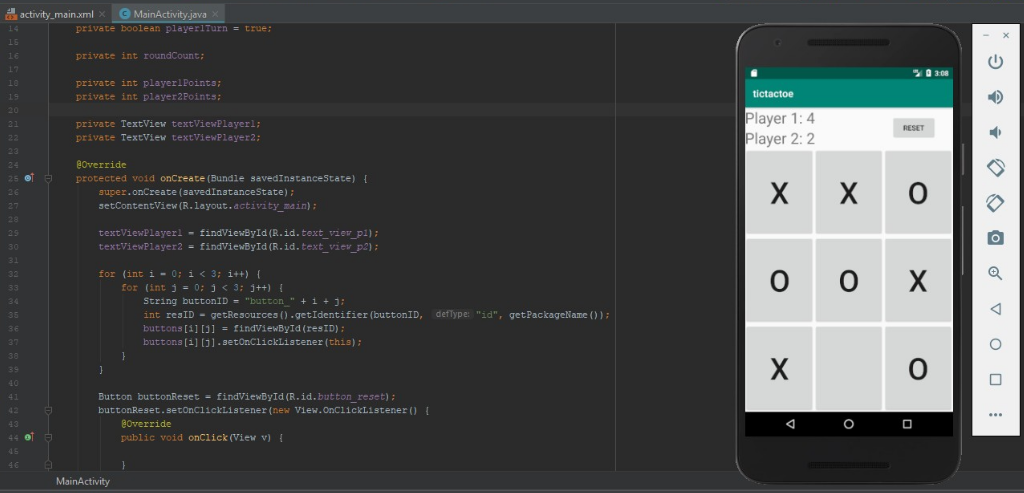 activity_main.xml
MainActivity.java
14 private boolean player1Turn = true;
15
16 private int roundCount;
17
18 private int player1Points;
19 private int player2Points;
20
21 private TextView textViewPlayer1;
22 private TextView textViewPlayer2;
23
24 @Override
25 protected void onCreate(Bundle savedInstanceState) {
26 super.onCreate(savedInstanceState);
27 setContentView(R.layout.activity_main);
28
29 textViewPlayer1 = findViewById(R.id.text_view_p1);
30 textViewPlayer2 = findViewById(R.id.text_view_p2);
31
32 for (int i = 0; i < 3; i++) {
33 for (int j = 0; j < 3; j++) {
34 String buttonID = "button_" + i + j;
35 int resID = getResources().getIdentifier(buttonID, defType: "id", getPackageName());
36 buttons[i][j] = findViewById(resID);
37 buttons[i][j].setOnClickListener(this);
38 }
39 }
40
41 Button buttonReset = findViewById(R.id.button_reset);
42 buttonReset.setOnClickListener(new View.OnClickListener() {
43 @Override
44 public void onClick(View v) {
45
46 }
MainActivity
3:08
tictactoe
Player 1: 4
Player 2: 2
RESET
X X O
O O X
X O